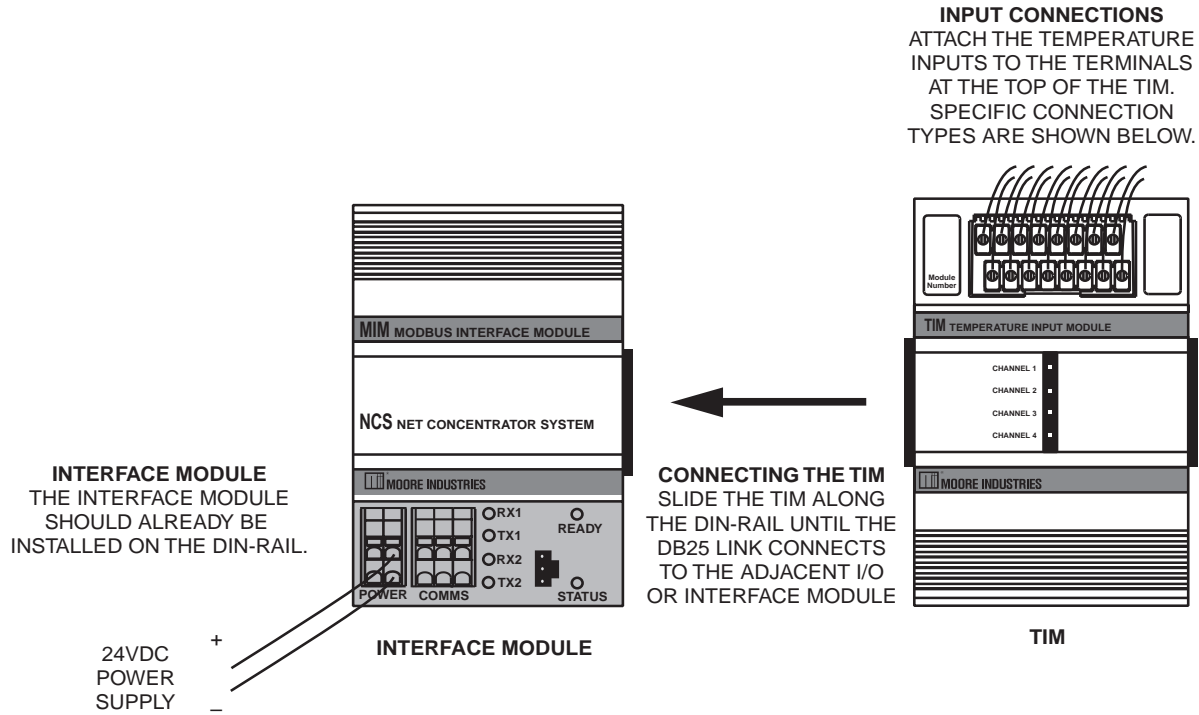 INPUT CONNECTIONS
ATTACH THE TEMPERATURE
INPUTS TO THE TERMINALS
AT THE TOP OF THE TIM.
SPECIFIC CONNECTION
TYPES ARE SHOWN BELOW.
Module
Number
TIM TEMPERATURE INPUT MODULE
CHANNEL 1
CHANNEL 2
CHANNEL 3
CHANNEL 4
MOORE INDUSTRIES
TIM
MIM MODBUS INTERFACE MODULE
NCS NET CONCENTRATOR SYSTEM
MOORE INDUSTRIES
RX1
TX1
RX2
TX2
READY
STATUS
POWER
COMMS
INTERFACE MODULE
INTERFACE MODULE
THE INTERFACE MODULE
SHOULD ALREADY BE
INSTALLED ON THE DIN-RAIL.
CONNECTING THE TIM
SLIDE THE TIM ALONG
THE DIN-RAIL UNTIL THE
DB25 LINK CONNECTS
TO THE ADJACENT I/O
OR INTERFACE MODULE
+
24VDC
POWER
SUPPLY
–